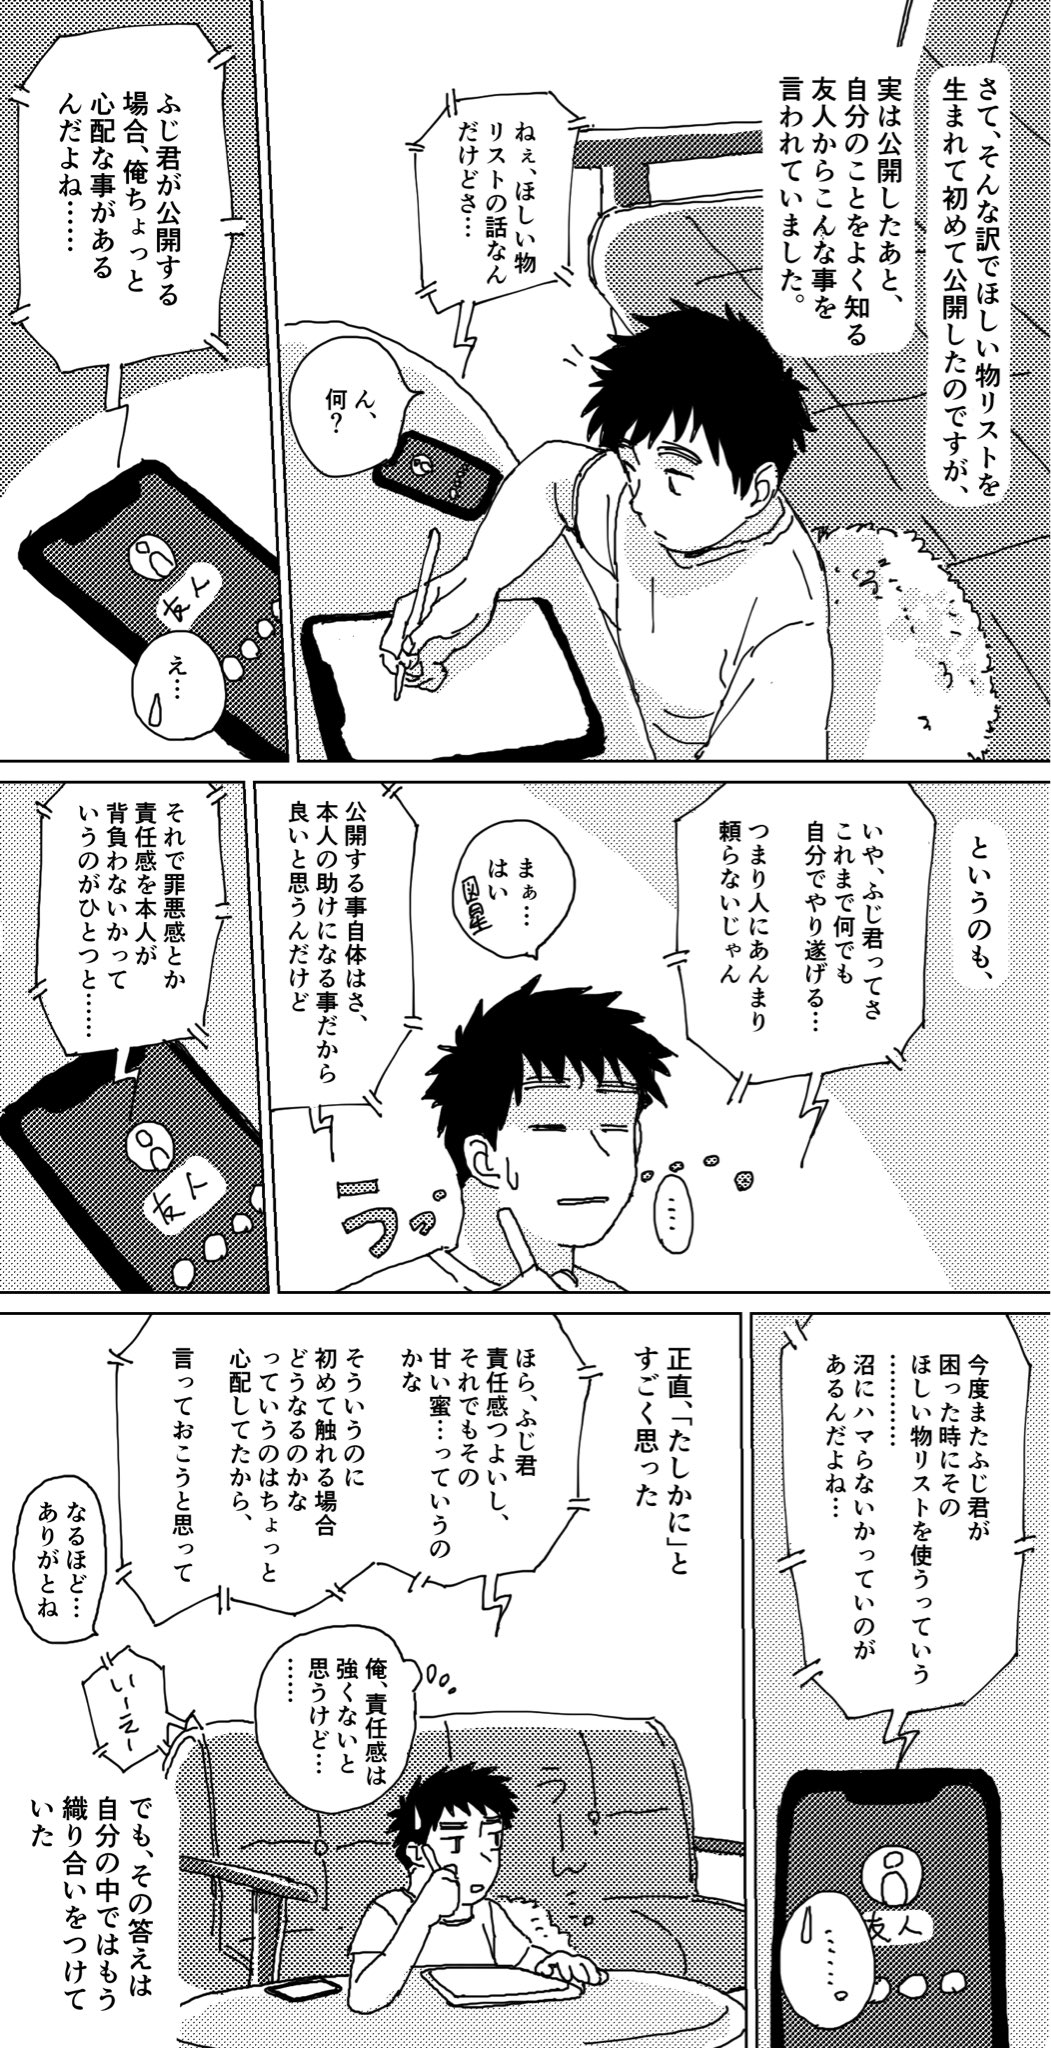 さて、そんな訳でほしい物リストを
生まれて初めて公開したのですが、
実は公開したあと、
自分のことをよく知る
友人からこんな事を
言われていました。
ねぇ、ほしい物
リストの話なん
だけどさ…
ん、
何？
ふじ君が公開する
場合、俺ちょっと
心配な事がある
んだよね……
友人
え…
というのも、
いや、ふじ君ってさ
これまで何でも
自分でやり遂げる…
つまり人にあんまり
頼らないじゃん
まぁ…
はい
図星
……
うっ
公開する事自体はさ、
本人の助けになる事だから
良いと思うんだけど
それで罪悪感とか
責任感を本人が
背負わないかって
いうのがひとつと……
友人
今度またふじ君が
困った時にその
ほしい物リストを使うっていう
…………
沼にハマらないかっていのが
あるんだよね…
友人
……。
正直、「たしかに」と
すごく思った
ほら、ふじ君
責任感つよいし、
それでもその
甘い蜜…っていうの
かな
そういうのに
初めて触れる場合
どうなるのかな
っていうのはちょっと
心配してたから、
言っておこうと思って
俺、責任感は
強くないと
思うけど…
……
うーん…。
なるほど…
ありがとね
いーえー
でも、その答えは
自分の中ではもう
織り合いをつけて
いた